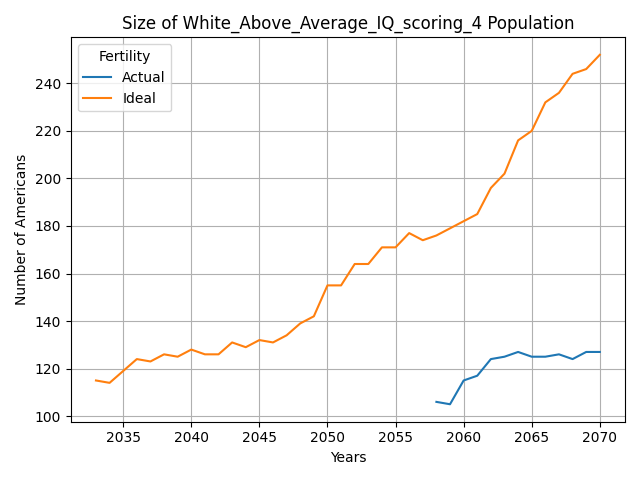 Size of White_Above_Average_IQ_scoring_4 Population
Fertility
Actual
Ideal
240
220
200
180
160
140
120
100
Number of Americans
2035
2040
2045
2050
2055
2060
2065
2070
Years